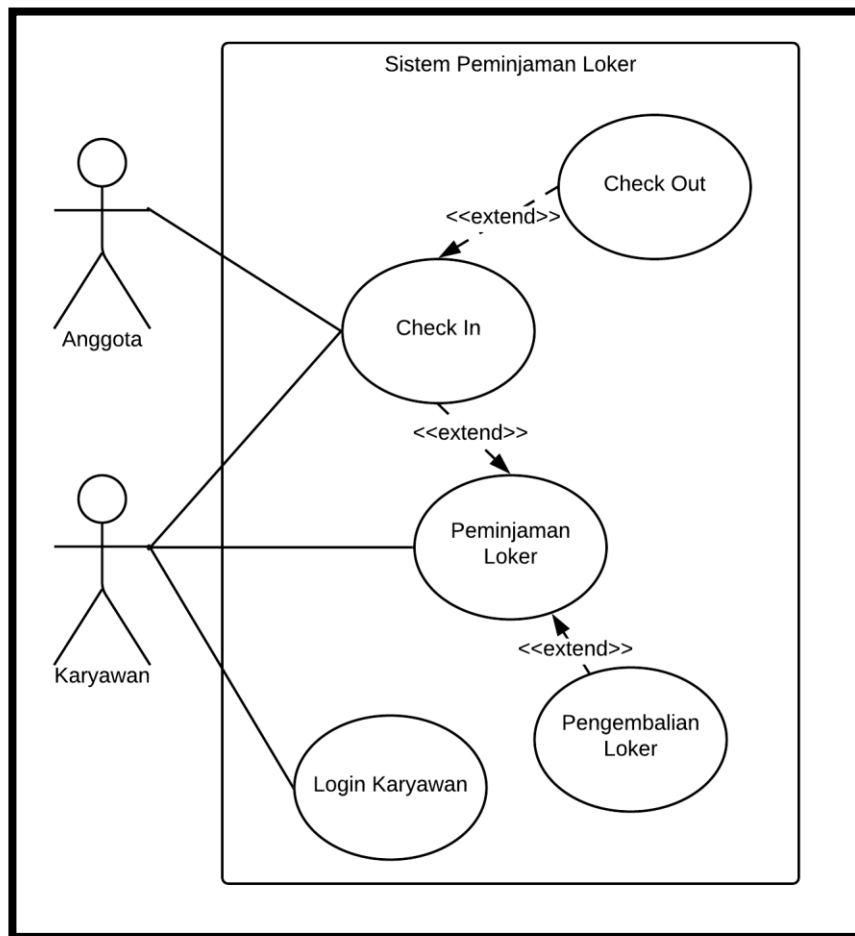 Sistem Peminjaman Loker
Check Out
<<extend>>
Check In
Anggota
<<extend>>
Peminjaman
Loker
<<extend>>
Karyawan
Pengembalian
Loker
Login Karyawan